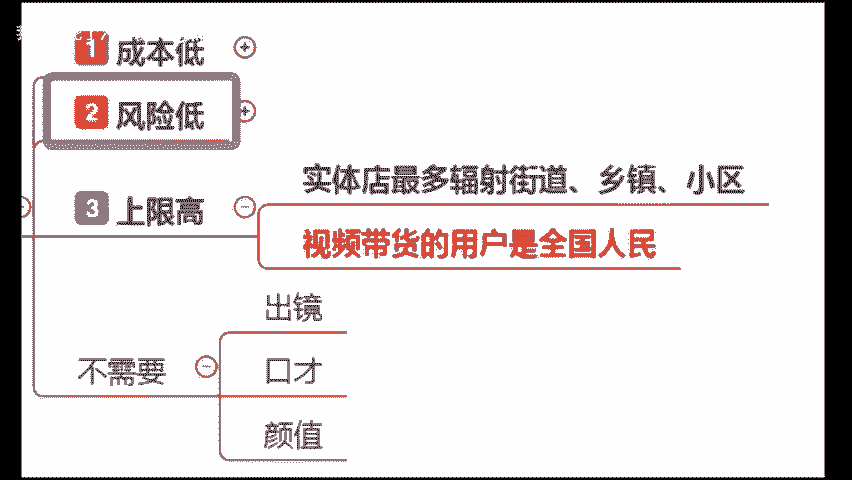 1 成本低
2 风险低
3 上限高
实体店最多辐射街道、乡镇、小区
视频带货的用户是全国人民
不需要
出镜
口才
颜值